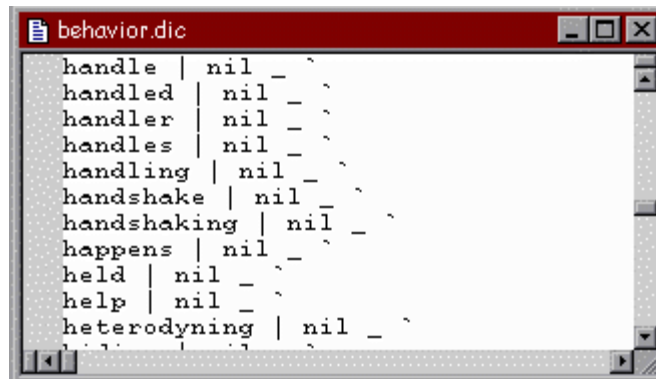 behavior.dic
handle | nil _ `
handled | nil _ `
handler | nil _ `
handles | nil _ `
handling | nil _ `
handshake | nil _ `
handshaking | nil _ `
happens | nil _ `
held | nil _ `
help | nil _ `
heterodyning | nil _ `